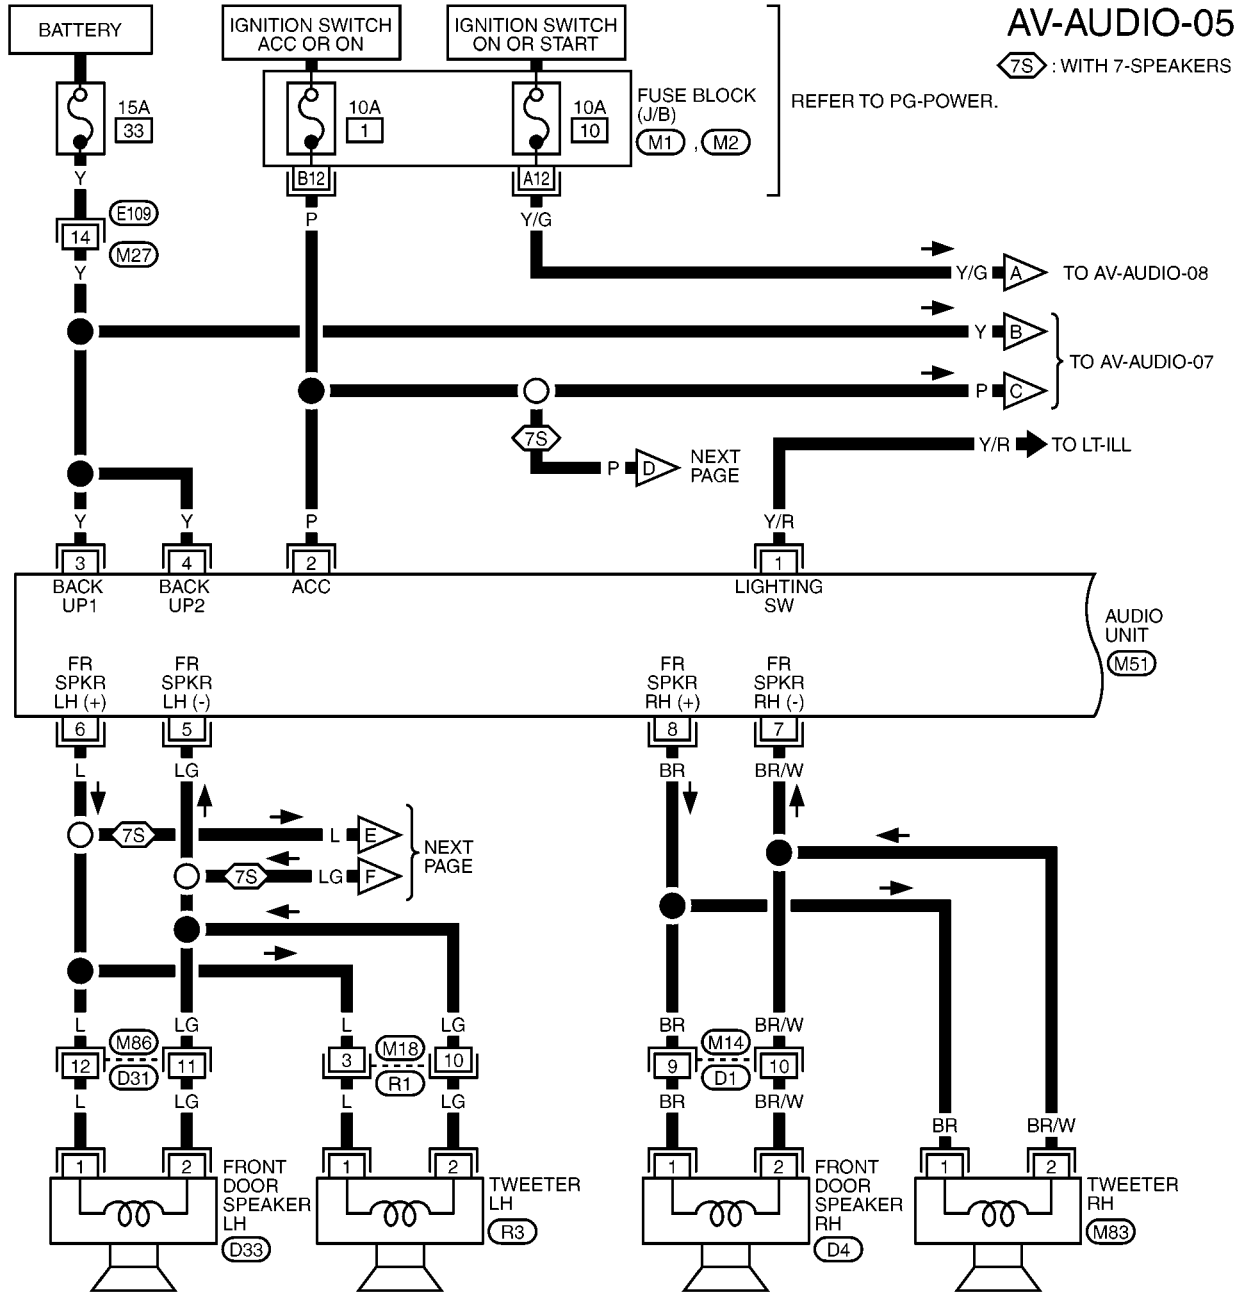 AV-AUDIO-05
7S : WITH 7-SPEAKERS
BATTERY
IGNITION SWITCH
ACC OR ON
IGNITION SWITCH
ON OR START
15A
33
10A
1
10A
10
FUSE BLOCK
(J/B)
M1 , M2
REFER TO PG-POWER.
B12
A12
Y
P
Y/G
E109
14
M27
Y
Y/G
A
TO AV-AUDIO-08
Y
B
TO AV-AUDIO-07
P
C
7S
P
D
NEXT
PAGE
Y/R
TO LT-ILL
Y
Y
P
Y/R
3
4
2
1
BACK
UP1
BACK
UP2
ACC
LIGHTING
SW
AUDIO
UNIT
M51
FR
SPKR
LH (+)
FR
SPKR
LH (-)
FR
SPKR
RH (+)
FR
SPKR
RH (-)
6
5
8
7
L
LG
BR
BR/W
7S
L
E
7S
LG
F
NEXT
PAGE
L
LG
L
LG
BR
BR/W
12
M86
D31
11
3
M18
R1
10
9
M14
D1
10
L
LG
L
LG
BR
BR/W
BR
BR/W
1
2
1
2
1
2
1
2
FRONT
DOOR
SPEAKER
LH
D33
TWEETER
LH
R3
FRONT
DOOR
SPEAKER
RH
D4
TWEETER
RH
M83